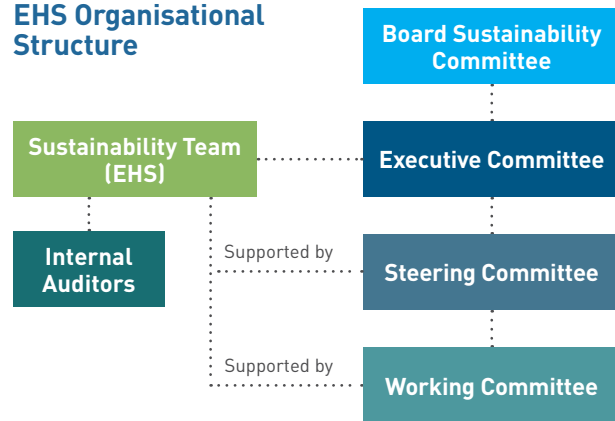 EHS Organisational
Structure
Board Sustainability
Committee
Sustainability Team
(EHS)
Executive Committee
Internal
Auditors
Supported by
Steering Committee
Supported by
Working Committee